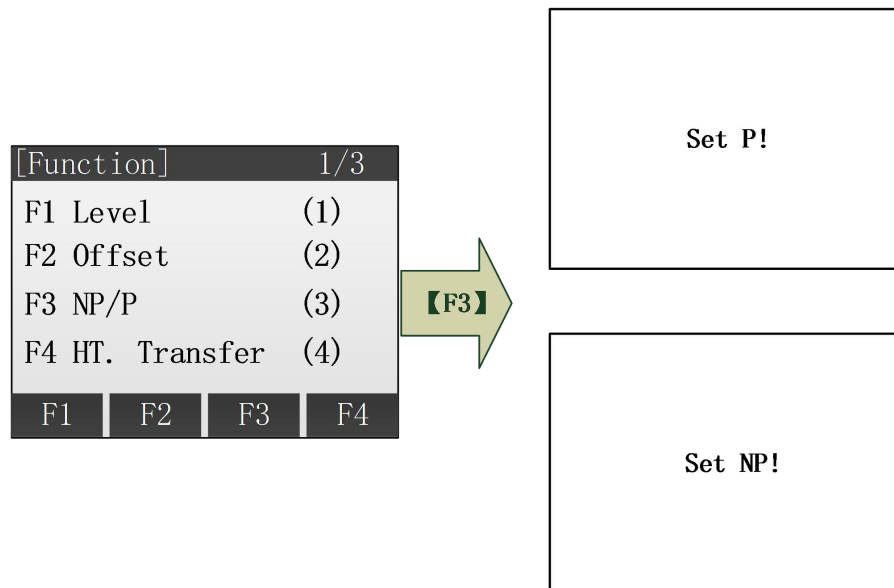 [Function] 1/3
F1 Level (1)
F2 Offset (2)
F3 NP/P (3)
F4 HT. Transfer (4)
F1 F2 F3 F4
【F3】
Set P!
Set NP!